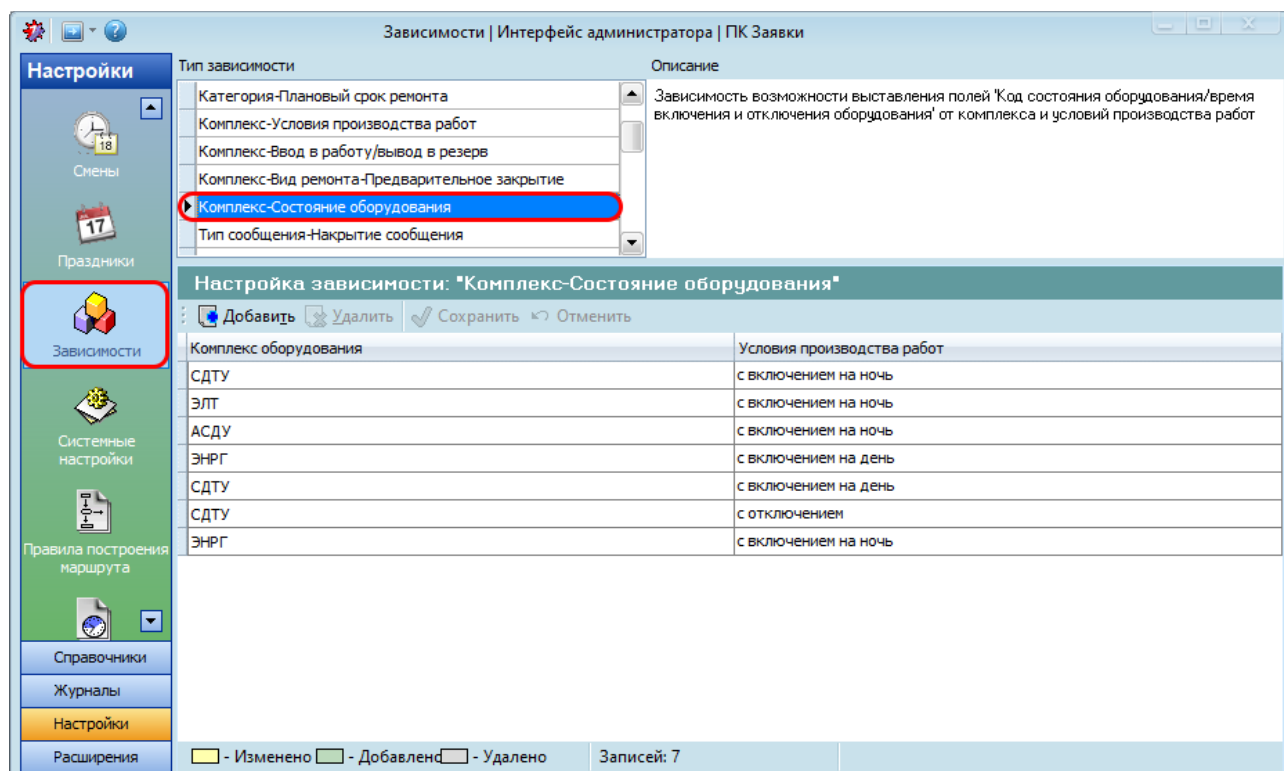 Зависимости | Интерфейс администратора | ПК Заявки
Настройки
18
Смены
17
Праздники
Зависимости
Системные
настройки
Правила построения
маршрута
Справочники
Журналы
Настройки
Расширения
Тип зависимости
Категория-Плановый срок ремонта
Комплекс-Условия производства работ
Комплекс-Ввод в работу/вывод в резерв
Комплекс-Вид ремонта-Предварительное закрытие
Комплекс-Состояние оборудования
Тип сообщения-Накрытие сообщения
Описание
Зависимость возможности выставления полей 'Код состояния оборудования/время
включения и отключения оборудования' от комплекса и условий производства работ
Настройка зависимости: "Комплекс-Состояние оборудования"
Добавить Удалить Сохранить Отменить
Комплекс оборудования Условия производства работ
СДТУ с включением на ночь
ЭЛТ с включением на ночь
АСДУ с включением на ночь
ЭНРГ с включением на день
СДТУ с включением на день
СДТУ с отключением
ЭНРГ с включением на ночь
- Изменено - Добавлено - Удалено Записей: 7